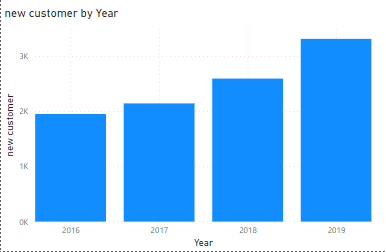 new customer by Year
new customer
3K
2K
1K
0K
2016 2017 2018 2019
Year